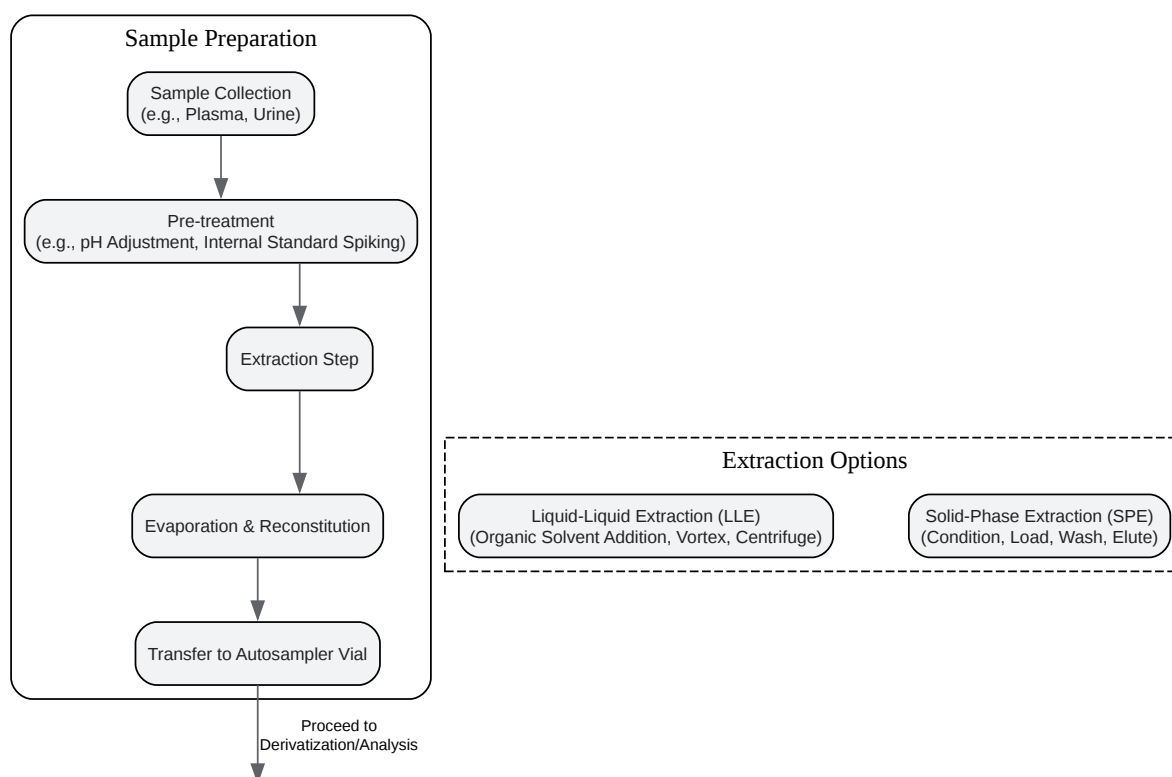 Sample Preparation
Sample Collection
(e.g., Plasma, Urine)
Pre-treatment
(e.g., pH Adjustment, Internal Standard Spiking)
Extraction Step
Evaporation & Reconstitution
Transfer to Autosampler Vial
Proceed to
Derivatization/Analysis
Extraction Options
Liquid-Liquid Extraction (LLE)
(Organic Solvent Addition, Vortex, Centrifuge)
Solid-Phase Extraction (SPE)
(Condition, Load, Wash, Elute)